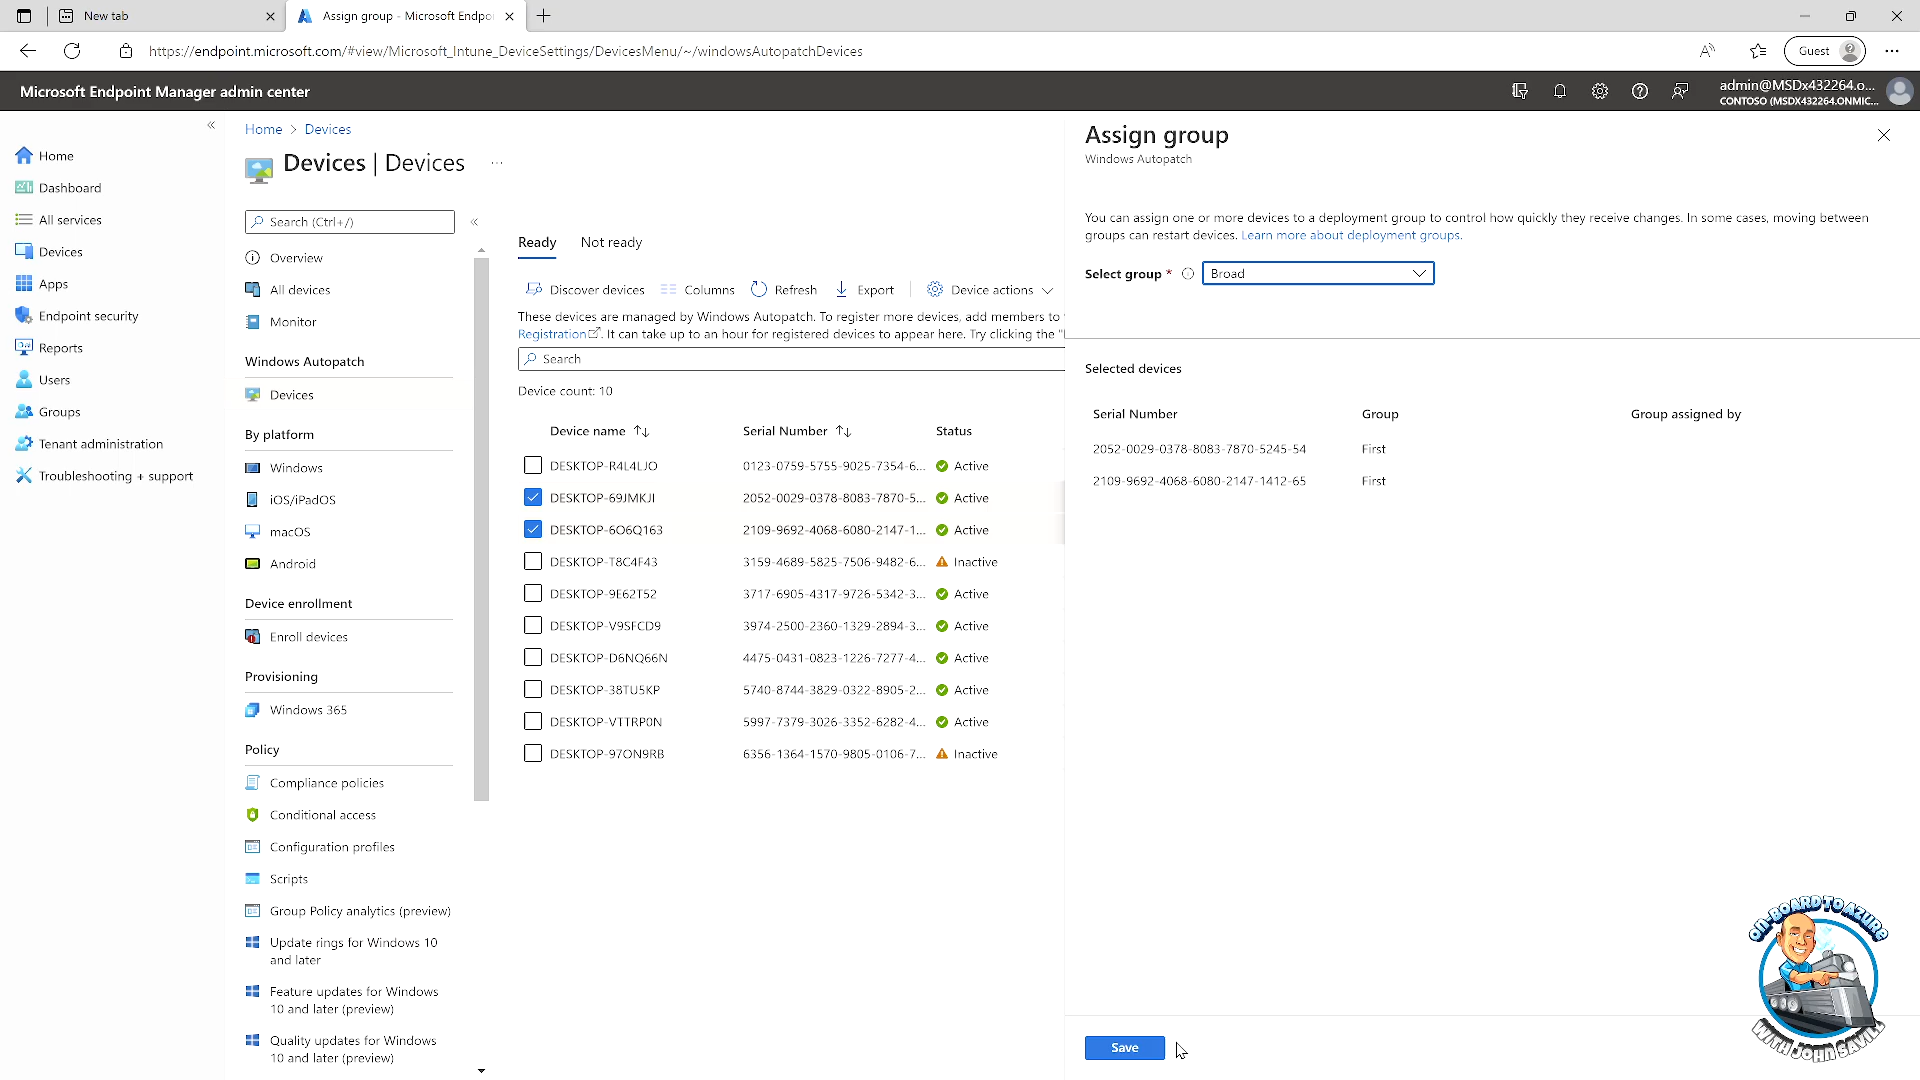 New tab
Assign group - Microsoft Endpoi
https://endpoint.microsoft.com/#view/Microsoft_Intune_DeviceSettings/DevicesMenu/~/windowsAutopatchDevices
Guest
Microsoft Endpoint Manager admin center
admin@MSDx432264.o...
CONTOSO (MSDX432264.ONMIC...
Home
Dashboard
All services
Devices
Apps
Endpoint security
Reports
Users
Groups
Tenant administration
Troubleshooting + support
Home > Devices
Devices | Devices ...
Search (Ctrl+/)
Overview
All devices
Monitor
Windows Autopatch
Devices
By platform
Windows
iOS/iPadOS
macOS
Android
Device enrollment
Enroll devices
Provisioning
Windows 365
Policy
Compliance policies
Conditional access
Configuration profiles
Scripts
Group Policy analytics (preview)
Update rings for Windows 10
and later
Feature updates for Windows
10 and later (preview)
Quality updates for Windows
10 and later (preview)
Ready Not ready
Discover devices Columns Refresh Export Device actions
These devices are managed by Windows Autopatch. To register more devices, add members to
Registration. It can take up to an hour for registered devices to appear here. Try clicking the "
Search
Device count: 10
Device name Serial Number Status
DESKTOP-R4L4LJO 0123-0759-5755-9025-7354-6... Active
DESKTOP-69JMKJI 2052-0029-0378-8083-7870-5... Active
DESKTOP-6O6Q163 2109-9692-4068-6080-2147-1... Active
DESKTOP-T8C4F43 3159-4689-5825-7506-9482-6... Inactive
DESKTOP-9E62T52 3717-6905-4317-9726-5342-3... Active
DESKTOP-V9SFCD9 3974-2500-2360-1329-2894-3... Active
DESKTOP-D6NQ66N 4475-0431-0823-1226-7277-4... Active
DESKTOP-38TU5KP 5740-8744-3829-0322-8905-2... Active
DESKTOP-VTTRP0N 5997-7379-3026-3352-6282-4... Active
DESKTOP-97ON9RB 6356-1364-1570-9805-0106-7... Inactive
Assign group
Windows Autopatch
You can assign one or more devices to a deployment group to control how quickly they receive changes. In some cases, moving between
groups can restart devices. Learn more about deployment groups.
Select group * Broad
Selected devices
Serial Number Group Group assigned by
2052-0029-0378-8083-7870-5245-54 First
2109-9692-4068-6080-2147-1412-65 First
Save
ON-BOARD TO AZURE
WITH JOHN SAVILL